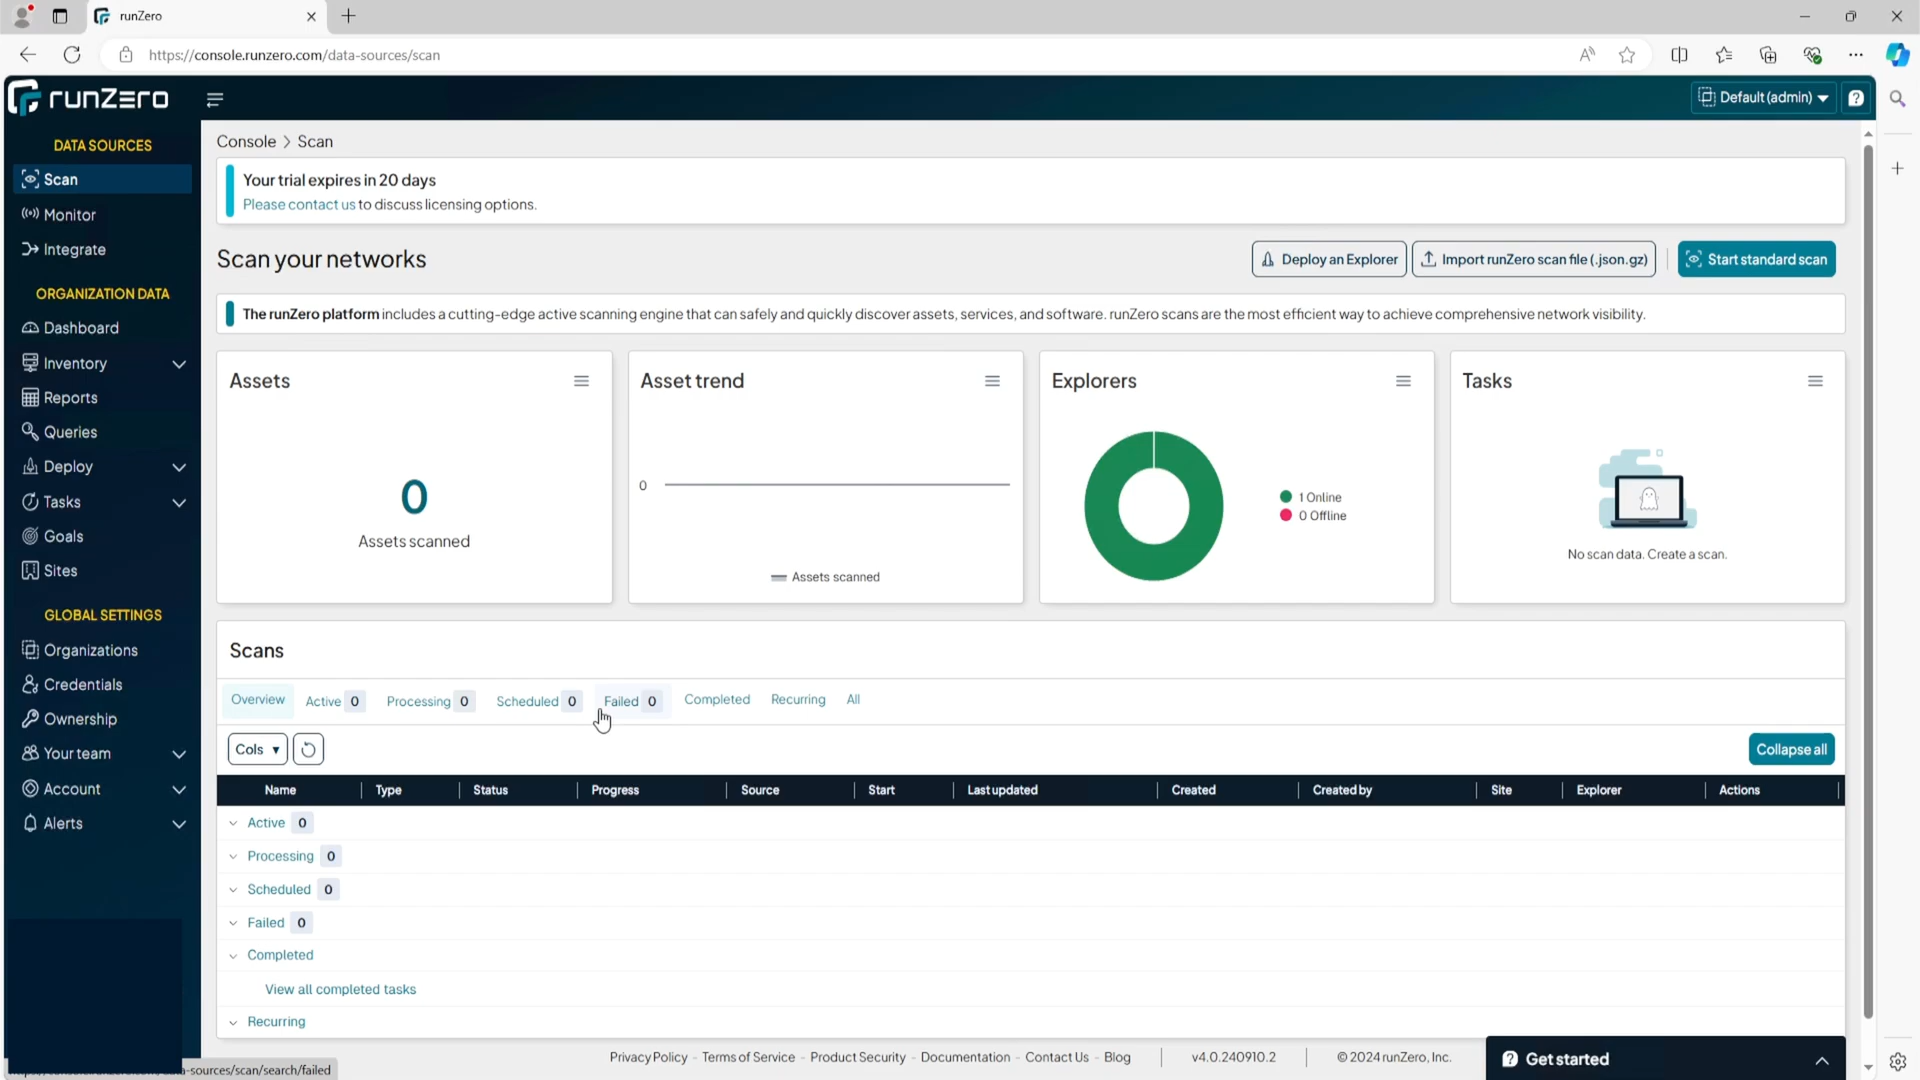 runZero
https://console.runzero.com/data-sources/scan
runZero
Default (admin)
DATA SOURCES
Scan
Monitor
Integrate
ORGANIZATION DATA
Dashboard
Inventory
Reports
Queries
Deploy
Tasks
Goals
Sites
GLOBAL SETTINGS
Organizations
Credentials
Ownership
Your team
Account
Alerts
Console > Scan
Your trial expires in 20 days
Please contact us to discuss licensing options.
Scan your networks
Deploy an Explorer
Import runZero scan file (.json.gz)
Start standard scan
The runZero platform includes a cutting-edge active scanning engine that can safely and quickly discover assets, services, and software. runZero scans are the most efficient way to achieve comprehensive network visibility.
Assets
0
Assets scanned
Asset trend
0
Assets scanned
Explorers
1 Online
0 Offline
Tasks
No scan data. Create a scan.
Scans
Overview Active 0 Processing 0 Scheduled 0 Failed 0 Completed Recurring All
Cols
Collapse all
Name Type Status Progress Source Start Last updated Created Created by Site Explorer Actions
Active 0
Processing 0
Scheduled 0
Failed 0
Completed
View all completed tasks
Recurring
Privacy Policy - Terms of Service - Product Security - Documentation - Contact Us - Blog | v4.0.240910.2 | © 2024 runZero, Inc.
Get started
-sources/scan/search/failed